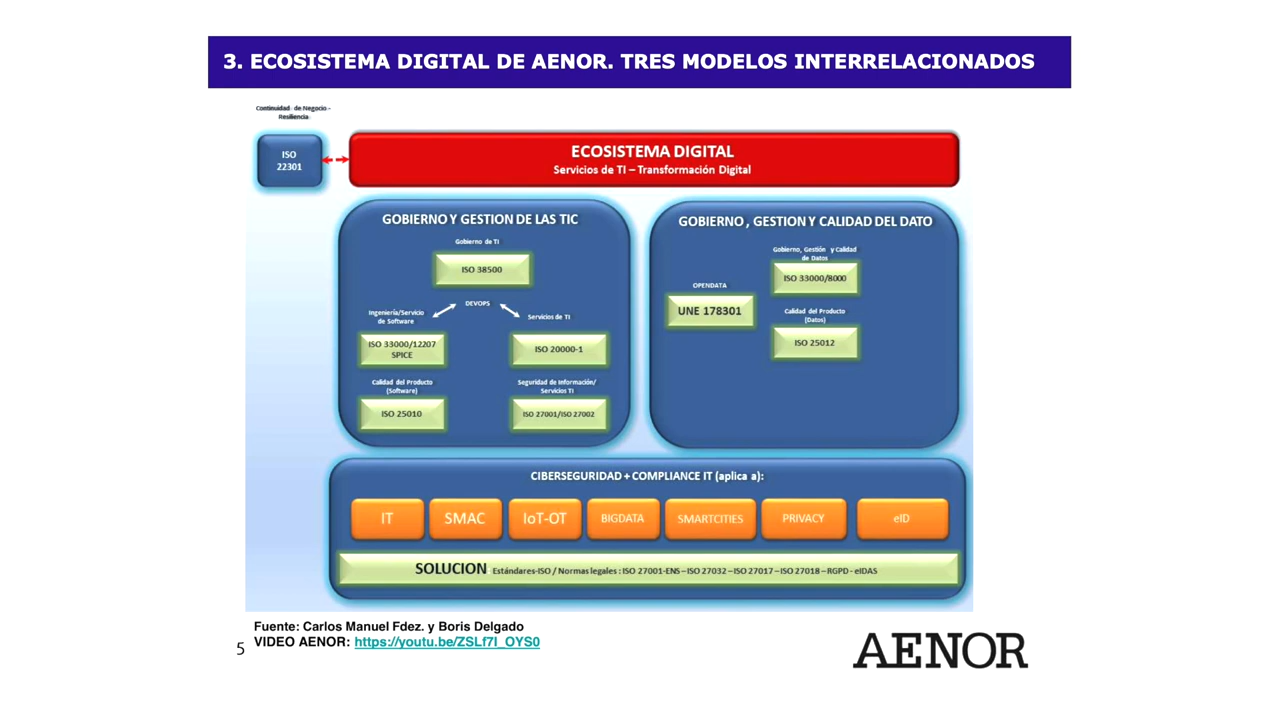 3. ECOSISTEMA DIGITAL DE AENOR. TRES MODELOS INTERRELACIONADOS
Continuidad de Negocio -
Resiliencia
ISO
22301
ECOSISTEMA DIGITAL
Servicios de TI – Transformación Digital
GOBIERNO Y GESTION DE LAS TIC
Gobierno de TI
ISO 38500
DEVOPS
Ingeniería/Servicio
de Software
Servicios de TI
ISO 33000/12207
SPICE
ISO 20000-1
Calidad del Producto
(Software)
Seguridad de Información/
Servicios TI
ISO 25010
ISO 27001/ISO 27002
GOBIERNO , GESTION Y CALIDAD DEL DATO
Gobierno, Gestión y Calidad
de Datos
ISO 33000/8000
OPENDATA
UNE 178301
Calidad del Producto
(Datos)
ISO 25012
CIBERSEGURIDAD + COMPLIANCE IT (aplica a):
IT
SMAC
IoT-OT
BIGDATA
SMARTCITIES
PRIVACY
eID
SOLUCION Estándares-ISO / Normas legales : ISO 27001-ENS – ISO 27032 – ISO 27017 – ISO 27018 – RGPD - eIDAS
Fuente: Carlos Manuel Fdez. y Boris Delgado
VIDEO AENOR: https://youtu.be/ZSLf7I_OYS0
5
AENOR